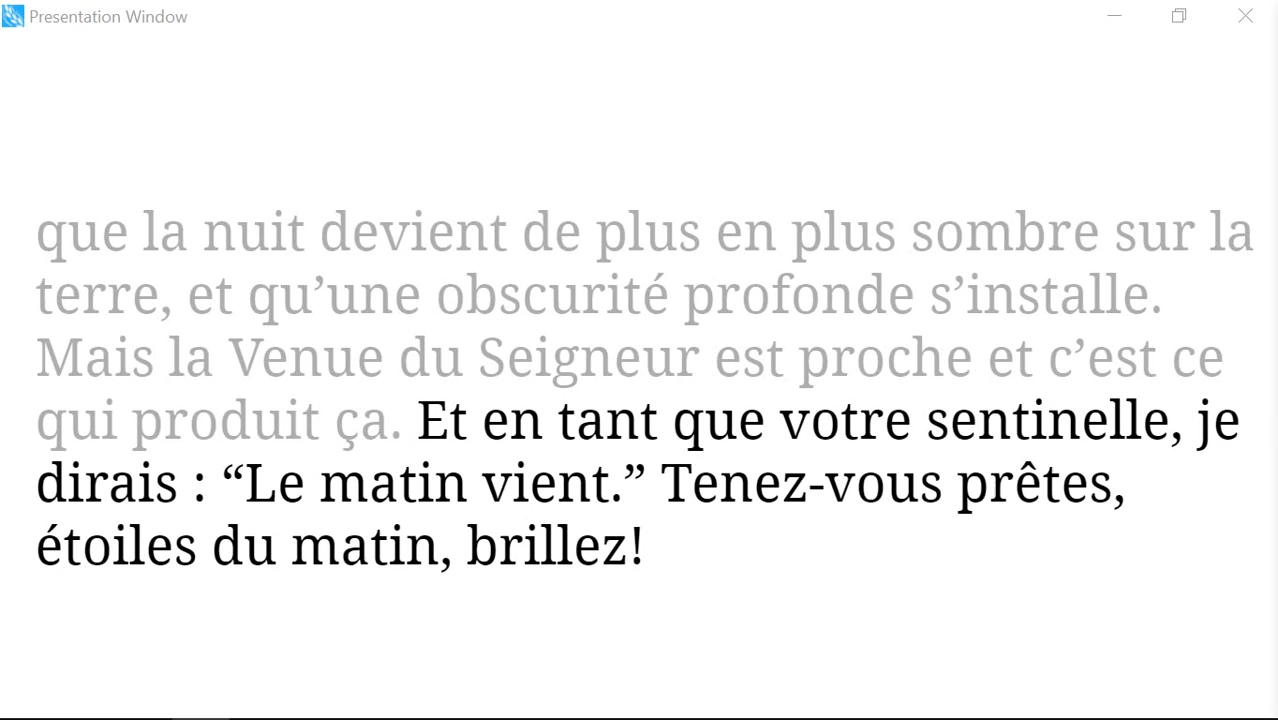 Presentation Window
que la nuit devient de plus en plus sombre sur la
terre, et qu’une obscurité profonde s’installe.
Mais la Venue du Seigneur est proche et c’est ce
qui produit ça. Et en tant que votre sentinelle, je
dirais : “Le matin vient.” Tenez-vous prêtes,
étoiles du matin, brillez!